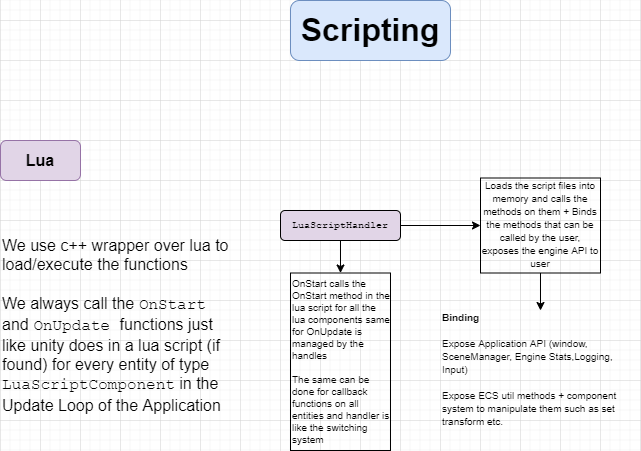 Scripting
Lua
We use c++ wrapper over lua to
load/execute the functions
We always call the OnStart
and OnUpdate functions just
like unity does in a lua script (if
found) for every entity of type
LuaScriptComponent in the
Update Loop of the Application
LuaScriptHandler
OnStart calls the
OnStart method in the
lua script for all the
lua components same
for OnUpdate is
managed by the
handles
The same can be
done for callback
functions on all
entities and handler is
like the switching
system
Loads the script files into
memory and calls the
methods on them + Binds
the methods that can be
called by the user,
exposes the engine API to
user
Binding
Expose Application API (window,
SceneManager, Engine Stats,Logging,
Input)
Expose ECS util methods + component
system to manipulate them such as set
transform etc.